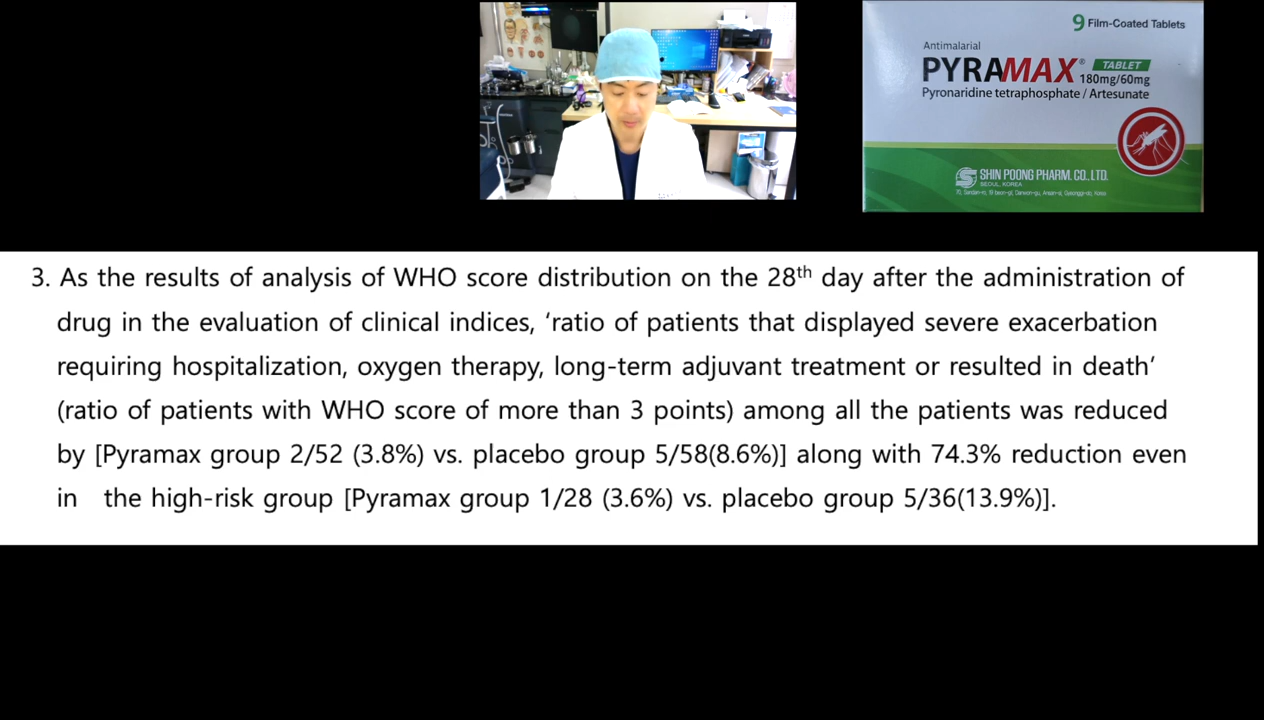 9 Film-Coated Tablets
Antimalarial
PYRAMAX® TABLET
180mg/60mg
Pyronaridine tetraphosphate / Artesunate
SHIN POONG PHARM. CO., LTD.
SEOUL, KOREA
3. As the results of analysis of WHO score distribution on the 28th day after the administration of
drug in the evaluation of clinical indices, ‘ratio of patients that displayed severe exacerbation
requiring hospitalization, oxygen therapy, long-term adjuvant treatment or resulted in death’
(ratio of patients with WHO score of more than 3 points) among all the patients was reduced
by [Pyramax group 2/52 (3.8%) vs. placebo group 5/58(8.6%)] along with 74.3% reduction even
in the high-risk group [Pyramax group 1/28 (3.6%) vs. placebo group 5/36(13.9%)].